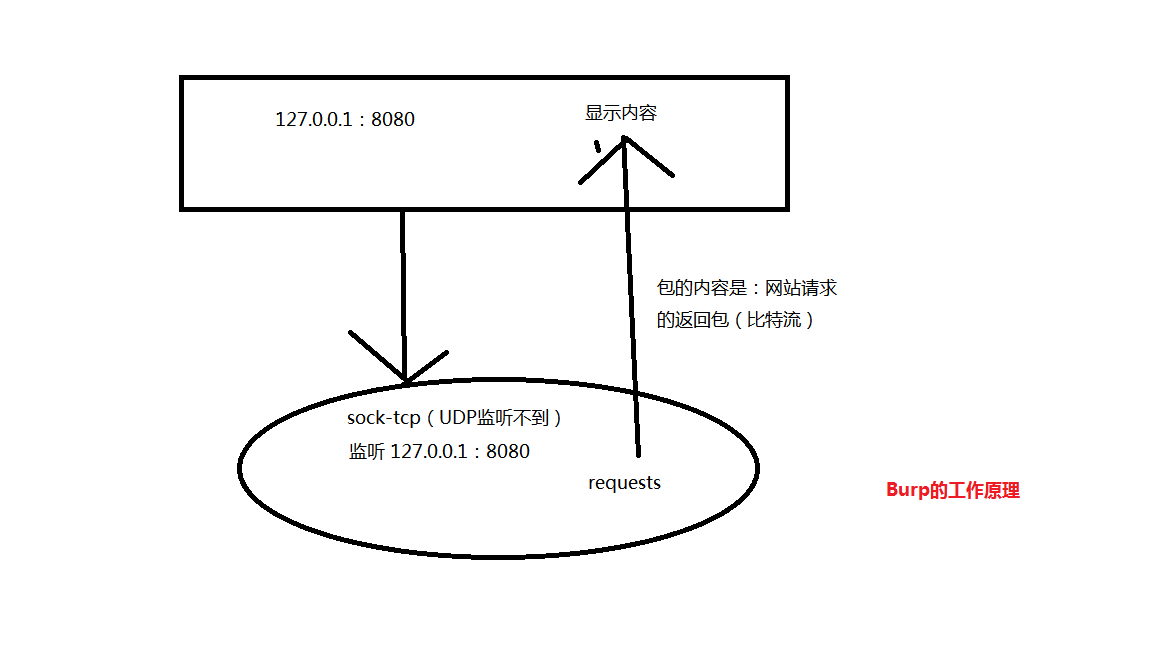 127.0.0.1：8080
显示内容
包的内容是：网站请求
的返回包（比特流）
sock-tcp（UDP监听不到）
监听 127.0.0.1：8080
requests
Burp的工作原理